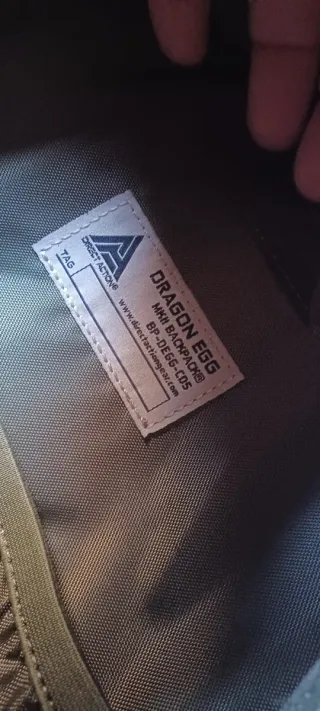 DIRECT ACTION®
DRAGON EGG
MKII BACKPACK®
BP-DEGG-CD5
TAG
www.directactiongear.com